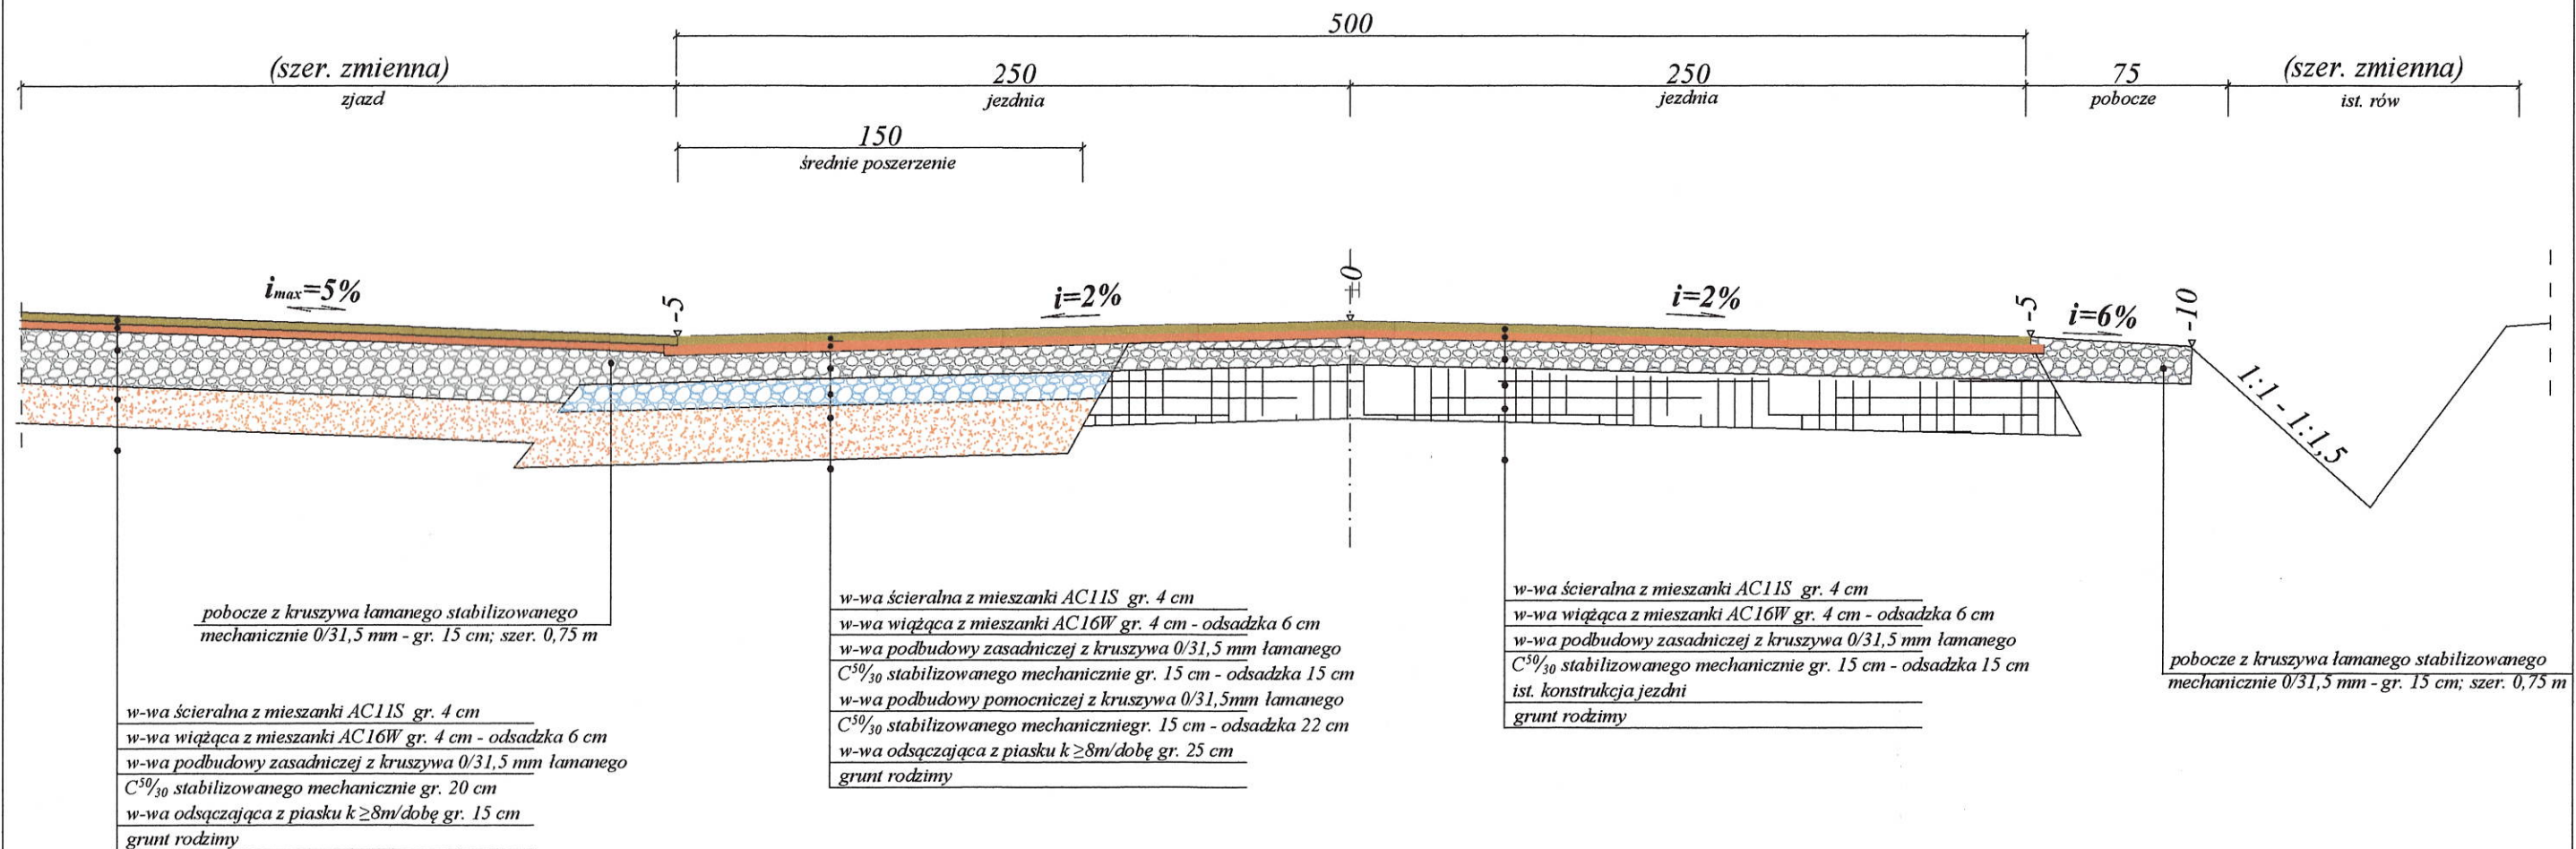 500
(szer. zmienna)
250
250
75
(szer. zmienna)
zjazd
jezdnia
jezdnia
pobocze
ist. rów
150
średnie poszerzenie
imax=5%
-5
i=2%
±0
i=2%
-5
i=6%
-10
1:1 - 1:1,5
pobocze z kruszywa łamanego stabilizowanego
mechanicznie 0/31,5 mm - gr. 15 cm; szer. 0,75 m
w-wa ścieralna z mieszanki AC11S gr. 4 cm
w-wa wiążąca z mieszanki AC16W gr. 4 cm - odsadzka 6 cm
w-wa podbudowy zasadniczej z kruszywa 0/31,5 mm łamanego
C50/30 stabilizowanego mechanicznie gr. 20 cm
w-wa odsączająca z piasku k ≥8m/dobę gr. 15 cm
grunt rodzimy
w-wa ścieralna z mieszanki AC11S gr. 4 cm
w-wa wiążąca z mieszanki AC16W gr. 4 cm - odsadzka 6 cm
w-wa podbudowy zasadniczej z kruszywa 0/31,5 mm łamanego
C50/30 stabilizowanego mechanicznie gr. 15 cm - odsadzka 15 cm
w-wa podbudowy pomocniczej z kruszywa 0/31,5mm łamanego
C50/30 stabilizowanego mechaniczniegr. 15 cm - odsadzka 22 cm
w-wa odsączająca z piasku k ≥8m/dobę gr. 25 cm
grunt rodzimy
w-wa ścieralna z mieszanki AC11S gr. 4 cm
w-wa wiążąca z mieszanki AC16W gr. 4 cm - odsadzka 6 cm
w-wa podbudowy zasadniczej z kruszywa 0/31,5 mm łamanego
C50/30 stabilizowanego mechanicznie gr. 15 cm - odsadzka 15 cm
ist. konstrukcja jezdni
grunt rodzimy
pobocze z kruszywa łamanego stabilizowanego
mechanicznie 0/31,5 mm - gr. 15 cm; szer. 0,75 m